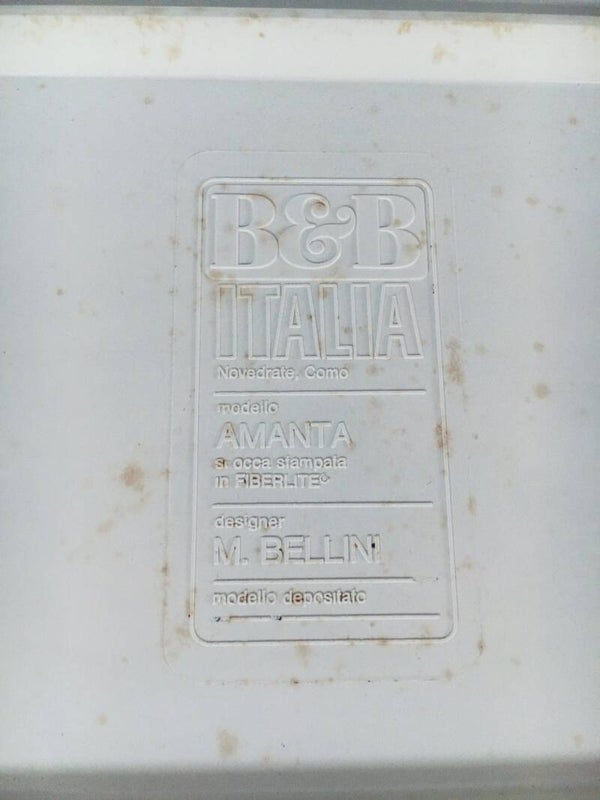 B&B
ITALIA
Novedrate, Como
modello
AMANTA
scocca stampata
in FIBERLITE®
designer
M. BELLINI
modello depositato